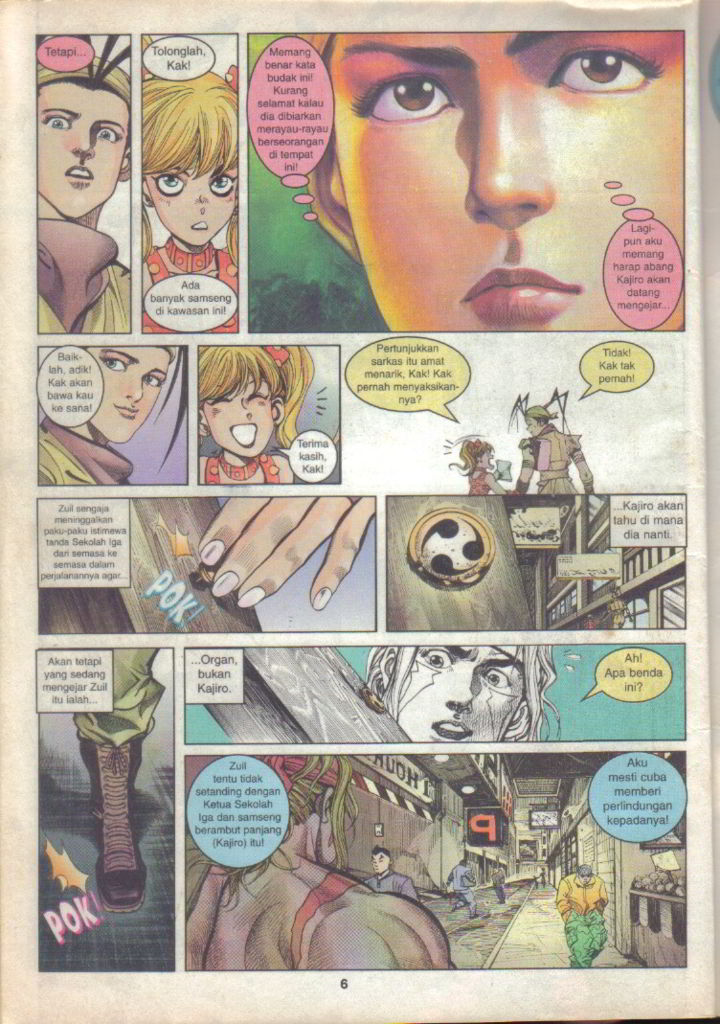 Tetapi...
Tolonglah,
Kak!
Ada
banyak samseng
di kawasan ini!
Memang
benar kata
budak ini!
Kurang
selamat kalau
dia dibiarkan
merayau-rayau
berseorangan
di tempat
ini!
Lagi-
pun aku
memang
harap abang
Kajiro akan
datang
mengejar...
Baik-
lah, adik!
Kak akan
bawa kau
ke sana!
Terima
kasih,
Kak!
Pertunjukkan
sarkas itu amat
menarik, Kak! Kak
pernah menyaksikan-
nya?
Tidak!
Kak tak
pernah!
Zuil sengaja
meninggalkan
paku-paku istimewa
tanda Sekolah Iga
dari semasa ke
semasa dalam
perjalanannya agar...
POK!
...Kajiro akan
tahu di mana
dia nanti.
Akan tetapi
yang sedang
mengejar Zuil
itu ialah...
POK!
...Organ,
bukan
Kajiro.
Ah!
Apa benda
ini?
Zuil
tentu tidak
setanding dengan
Ketua Sekolah
Iga dan samseng
berambut panjang
(Kajiro) itu!
Aku
mesti cuba
memberi
perlindungan
kepadanya!
6